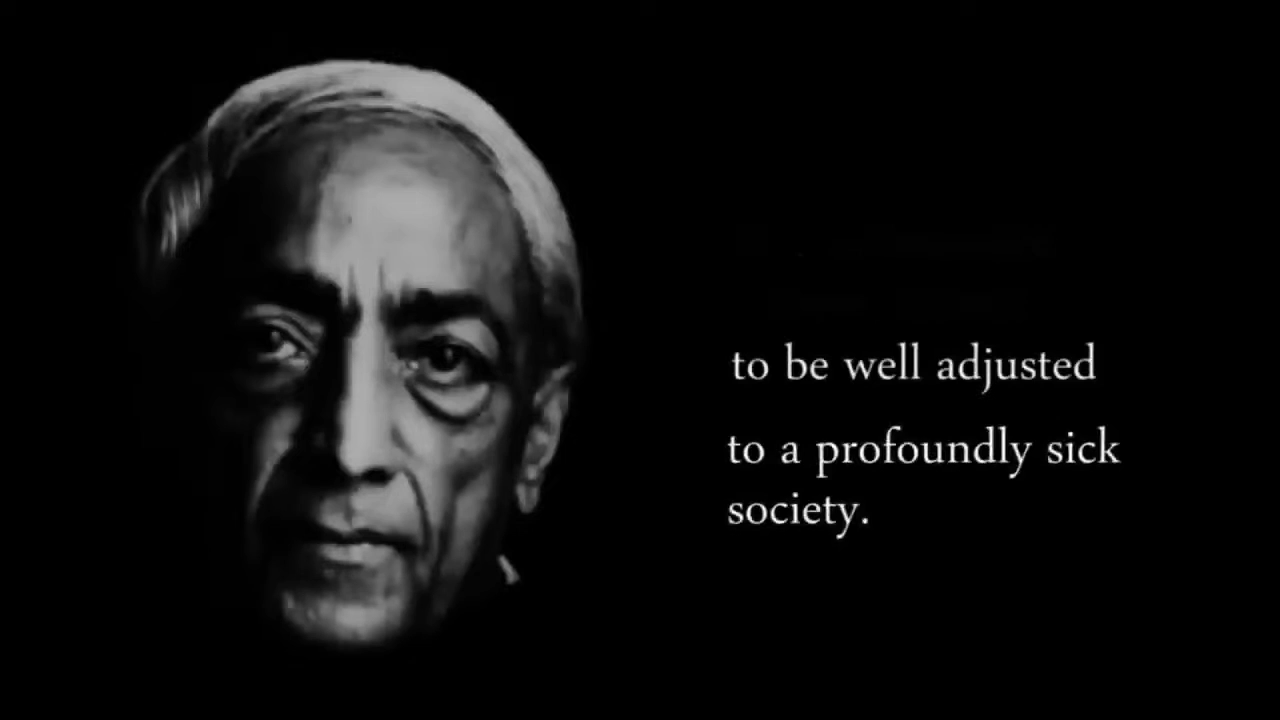 to be well adjusted
to a profoundly sick
society.